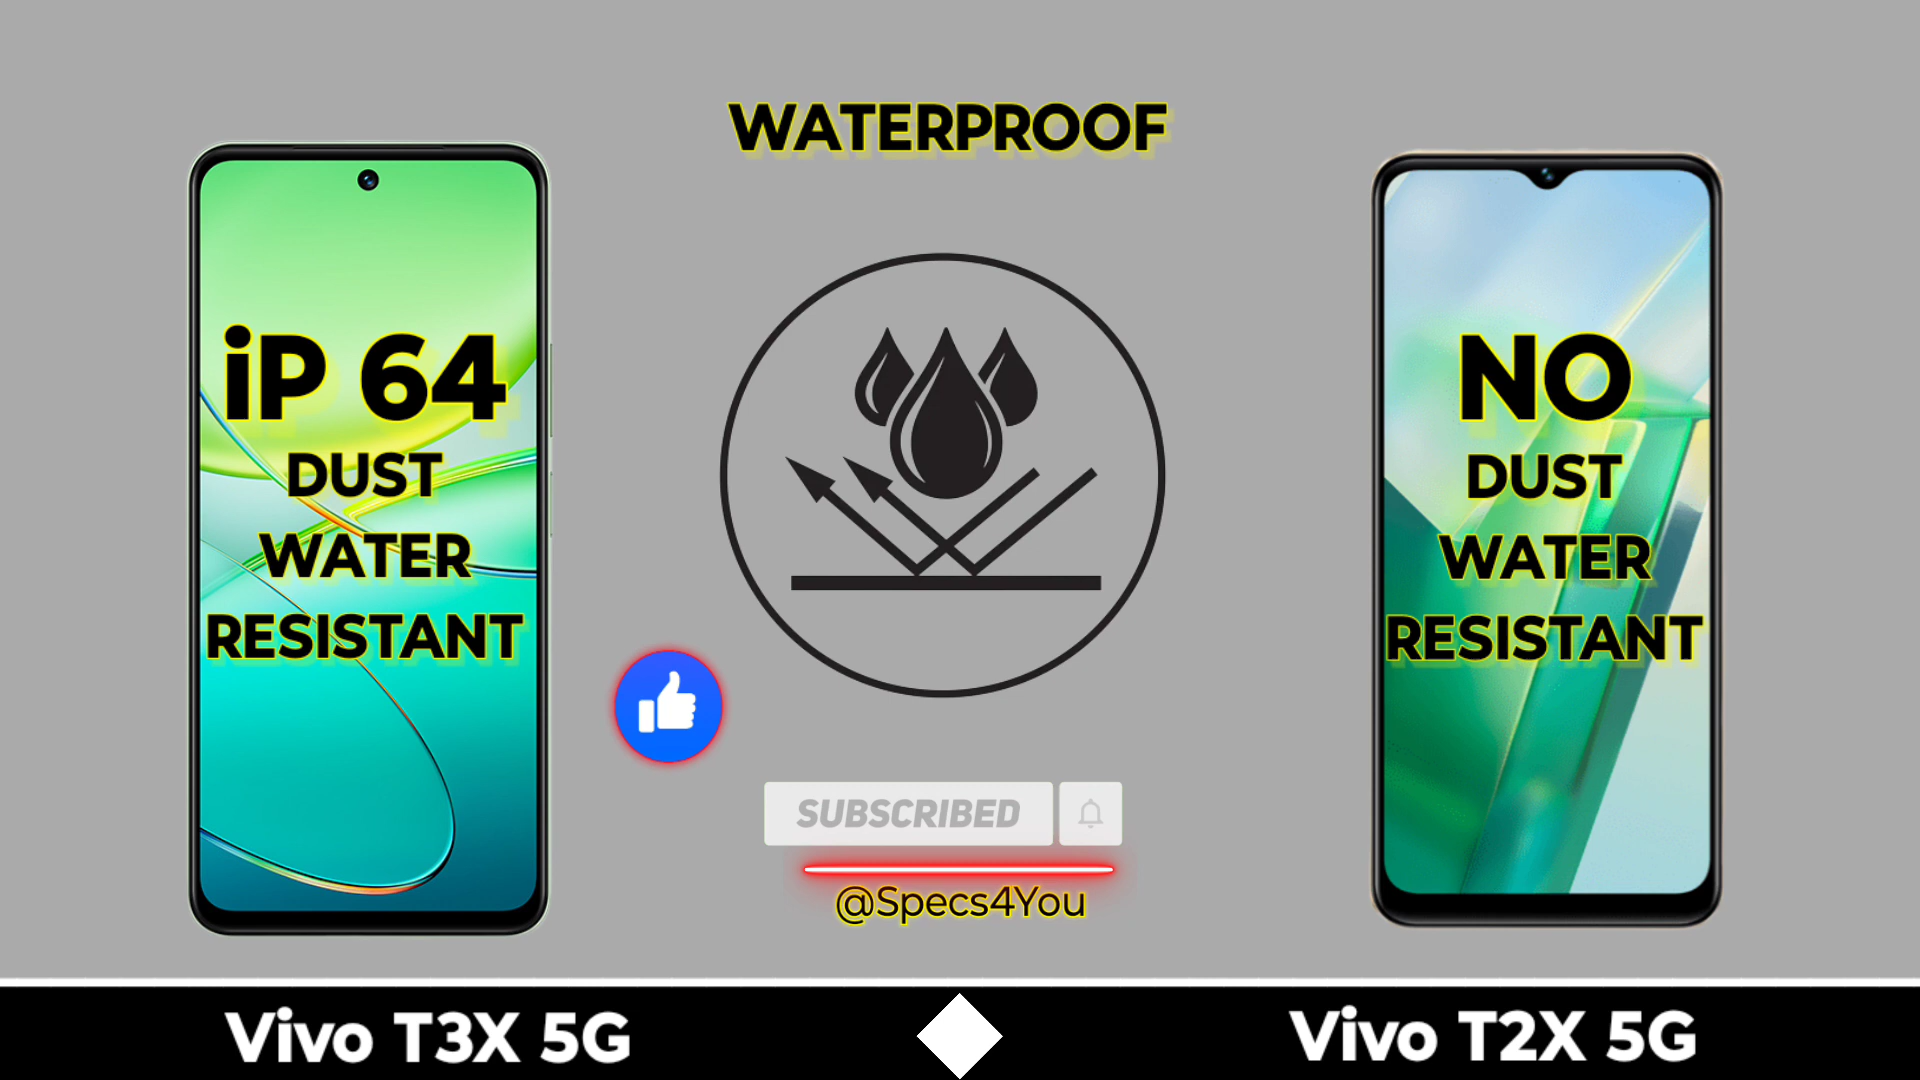 WATERPROOF
iP 64
DUST
WATER
RESISTANT
NO
DUST
WATER
RESISTANT
SUBSCRIBED
@Specs4You
Vivo T3X 5G
Vivo T2X 5G